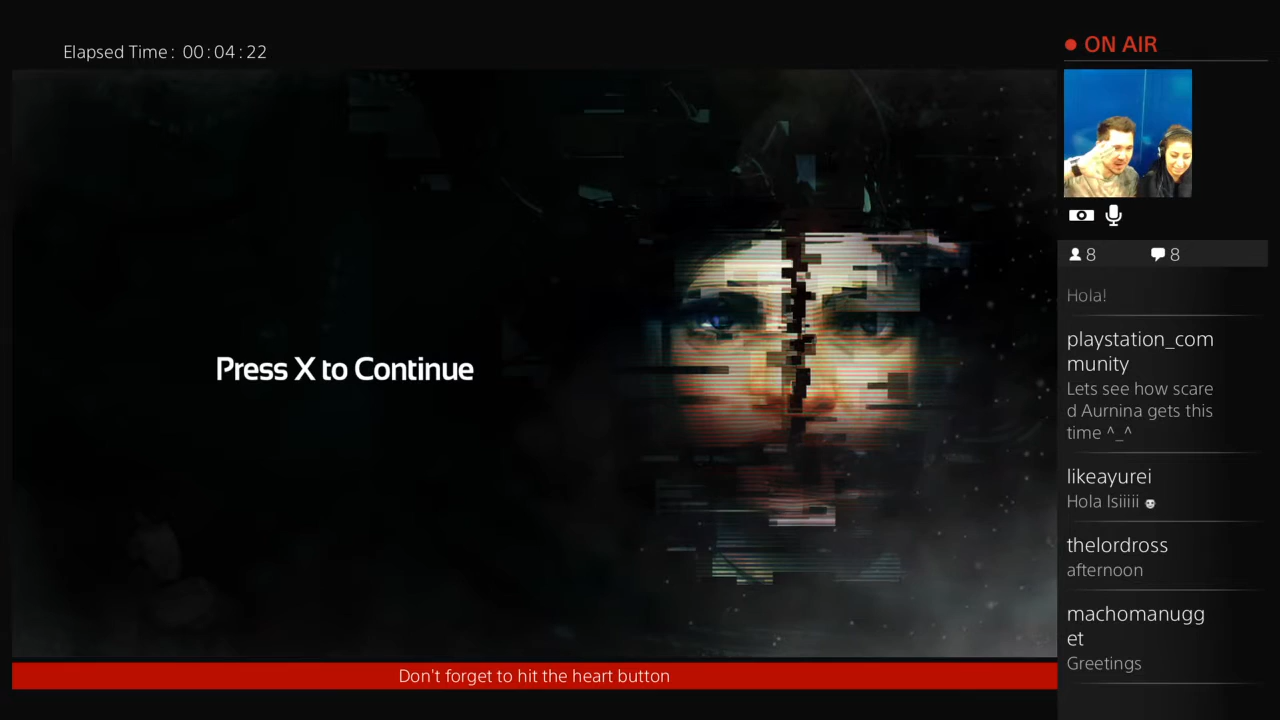 Elapsed Time: 00:04:22
ON AIR
8
8
Hola!
playstation_com
munity
Lets see how scare
d Aurnina gets this
time ^_^
likeayurei
Hola Isiiiii
thelordross
afternoon
machomanugg
et
Greetings
Press X to Continue
Don't forget to hit the heart button